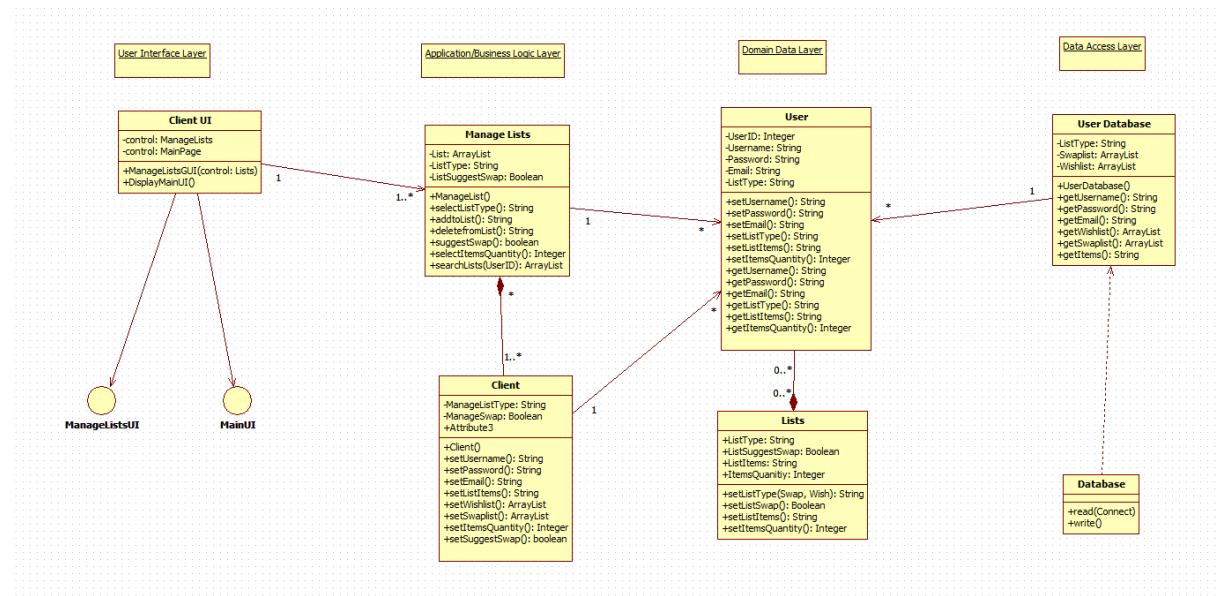 User Interface Layer
Application/Business Logic Layer
Domain Data Layer
Data Access Layer
Client UI
-control: ManageLists
-control: MainPage
+ManageListsGUI(control: Lists)
+DisplayMainUI()
1
1..*
ManageListsUI
MainUI
Manage Lists
-List: ArrayList
-ListType: String
-ListSuggestSwap: Boolean
+ManageList()
+selectListType(): String
+addtoList(): String
+deletefromList(): String
+suggestSwap(): boolean
+selectItemsQuantity(): Integer
+searchLists(UserID): ArrayList
1
*
*
1..*
Client
-ManageListType: String
-ManageSwap: Boolean
+Attribute3
+Client()
+setUsername(): String
+setPassword(): String
+setEmail(): String
+setListItems(): String
+setWishlist(): ArrayList
+setSwaplist(): ArrayList
+setItemsQuantity(): Integer
+setSuggestSwap(): boolean
1
*
User
-UserID: Integer
-Username: String
-Password: String
-Email: String
-ListType: String
+setUsername(): String
+setPassword(): String
+setEmail(): String
+setListType(): String
+setListItems(): String
+setItemsQuantity(): Integer
+getUsername(): String
+getPassword(): String
+getEmail(): String
+getListType(): String
+getListItems(): String
+getItemsQuantity(): Integer
0..*
0..*
Lists
+ListType: String
+ListSuggestSwap: Boolean
+ListItems: String
+ItemsQuanitiy: Integer
+setListType(Swap, Wish): String
+setListSwap(): Boolean
+setListItems(): String
+setItemsQuantity(): Integer
*
1
User Database
-ListType: String
-Swaplist: ArrayList
-Wishlist: ArrayList
+UserDatabase()
+getUsername(): String
+getPassword(): String
+getEmail(): String
+getWishlist(): ArrayList
+getSwaplist(): ArrayList
+getItems(): String
Database
+read(Connect)
+write()